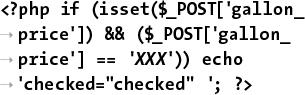 <?php if (isset($_POST['gallon_
→ price']) && ($_POST['gallon_
→ price'] == 'XXX')) echo
→ 'checked="checked" '; ?>